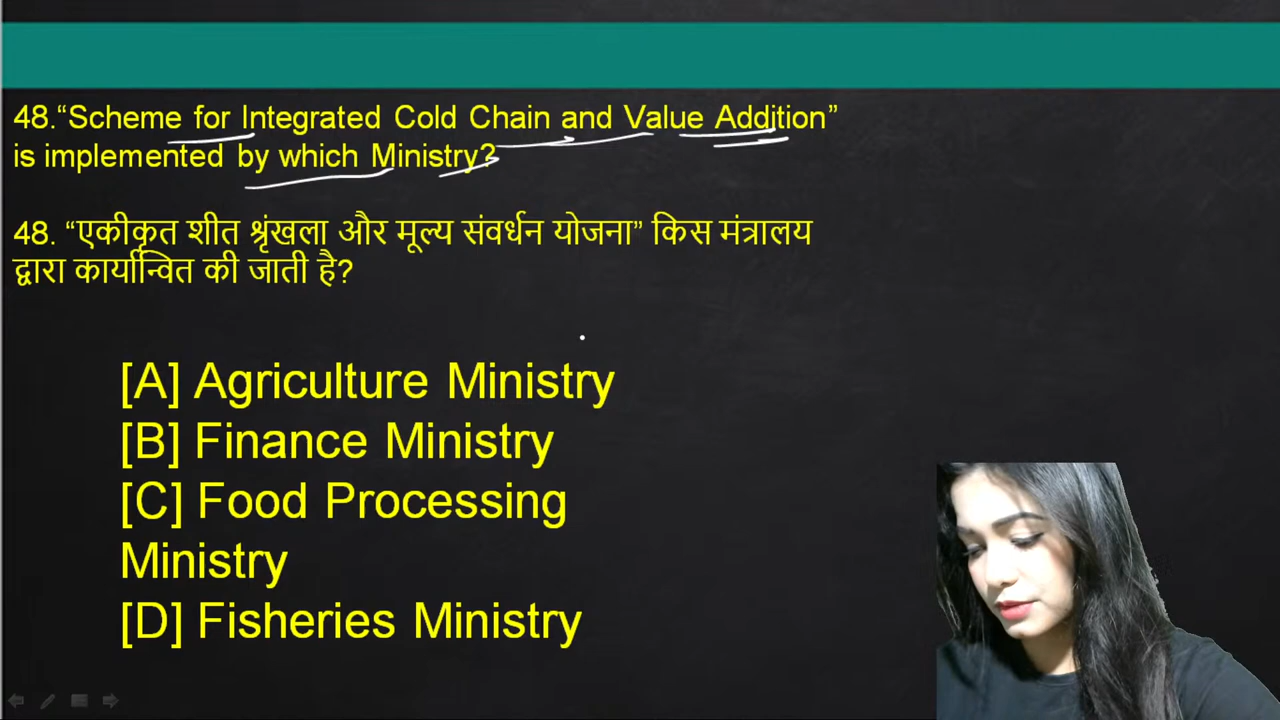 48.“Scheme for Integrated Cold Chain and Value Addition”
is implemented by which Ministry?
48. “एकीकृत शीत श्रृंखला और मूल्य संवर्धन योजना” किस मंत्रालय
द्वारा कार्यान्वित की जाती है?
[A] Agriculture Ministry
[B] Finance Ministry
[C] Food Processing
Ministry
[D] Fisheries Ministry